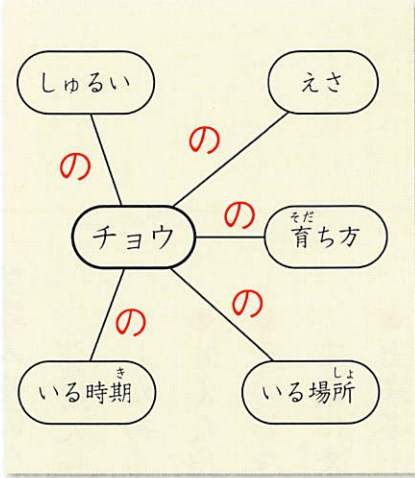 しゅるい
えさ
の
の
チョウ
の
そだ
育ち方
の
の
き
いる時期
しょ
いる場所